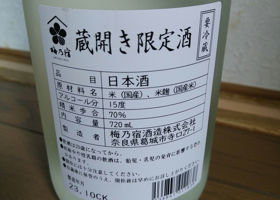 梅乃宿
蔵開き限定酒
要冷蔵
品目 日本酒
原材料名 米(国産)、米麹(国産米)
アルコール分 15度
精米歩合 70%
内容量 720ml
製造者 梅乃宿酒造株式会社
奈良県葛城市寺口27-1
23.10CK